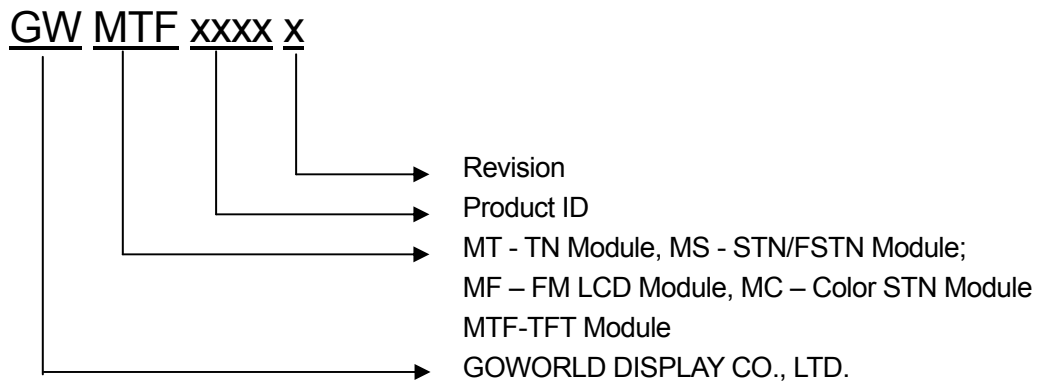 GW MTF xxxx x
Revision
Product ID
MT - TN Module, MS - STN/FSTN Module;
MF – FM LCD Module, MC – Color STN Module
MTF-TFT Module
GOWORLD DISPLAY CO., LTD.